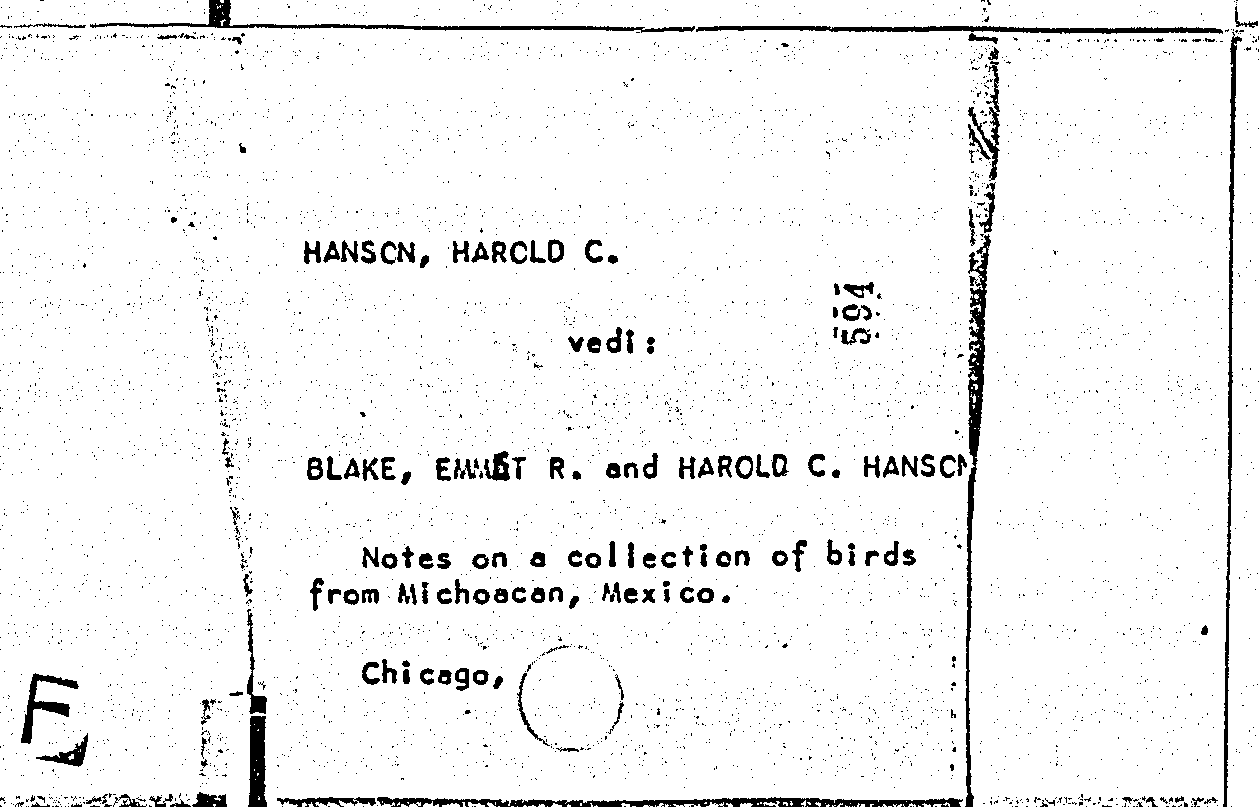 HANSON, HAROLD C.
594
vedi:
BLAKE, EMMET R. and HAROLD C. HANSON
Notes on a collection of birds
from Michoacan, Mexico.
Chicago,